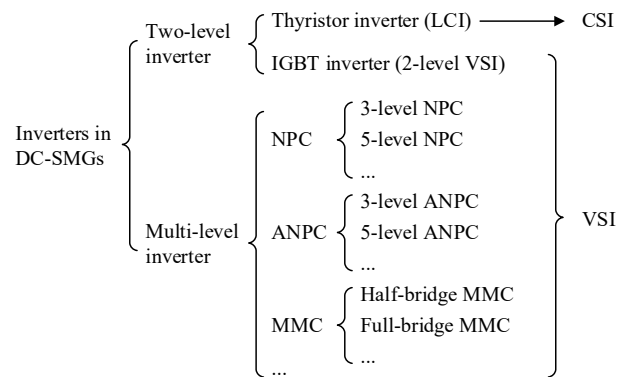 Thyristor inverter (LCI)
CSI
Two-level
inverter
IGBT inverter (2-level VSI)
Inverters in
DC-SMGs
3-level NPC
NPC
5-level NPC
...
3-level ANPC
Multi-level
inverter
ANPC
5-level ANPC
...
VSI
Half-bridge MMC
MMC
Full-bridge MMC
...
...